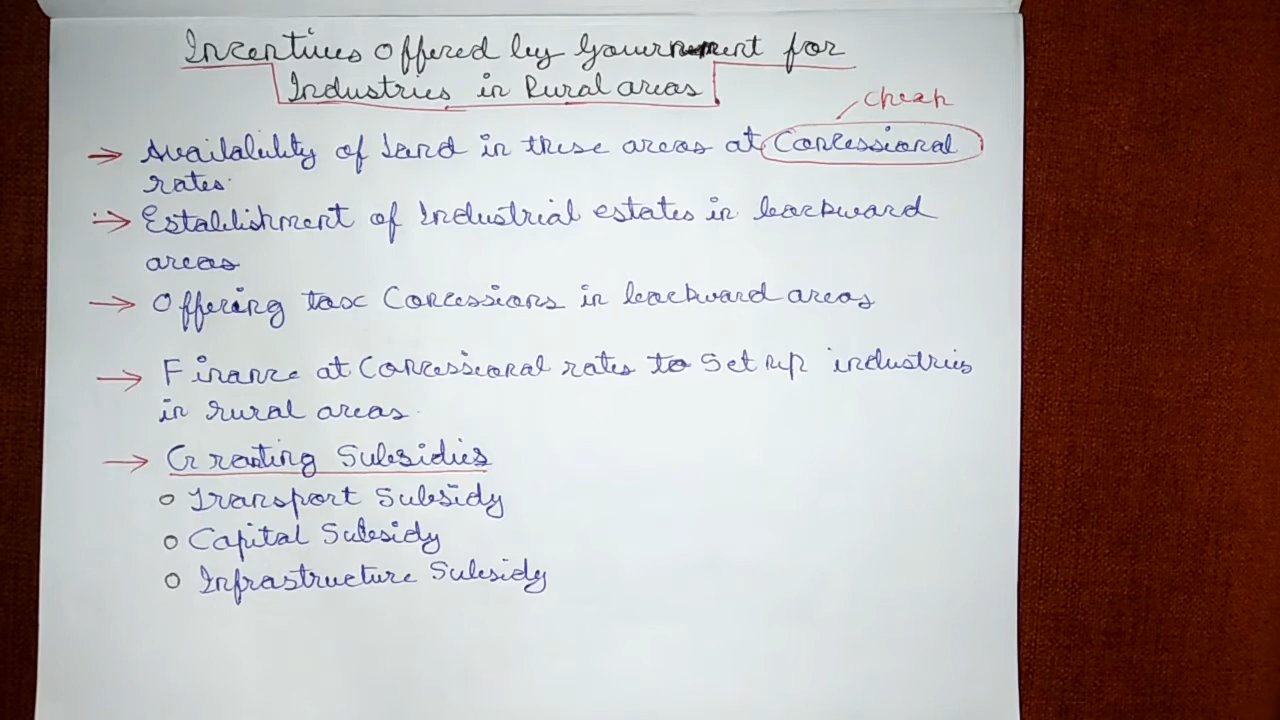 Incentives Offered by Government for
Industries in Rural areas
cheap
Availability of Land in these areas at Concessional
rates.
Establishment of Industrial estates in backward
areas
Offering tax Concessions in backward areas
Finance at Concessional rates to Set up industries
in rural areas.
Granting Subsidies
Transport Subsidy
Capital Subsidy
Infrastructure Subsidy